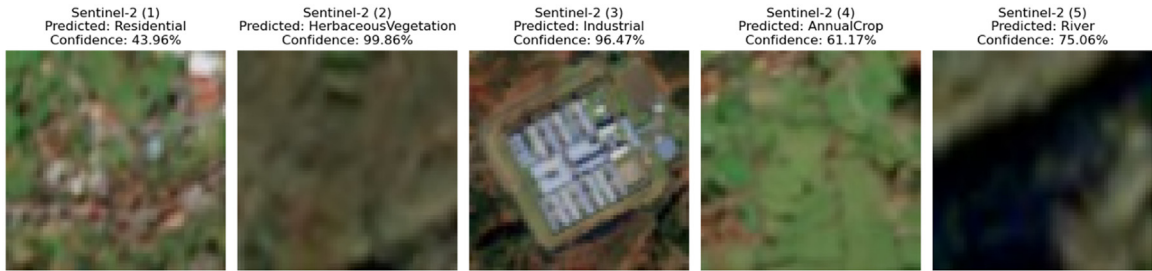 Sentinel-2 (1)
Predicted: Residential
Confidence: 43.96%
Sentinel-2 (2)
Predicted: HerbaceousVegetation
Confidence: 99.86%
Sentinel-2 (3)
Predicted: Industrial
Confidence: 96.47%
Sentinel-2 (4)
Predicted: AnnualCrop
Confidence: 61.17%
Sentinel-2 (5)
Predicted: River
Confidence: 75.06%